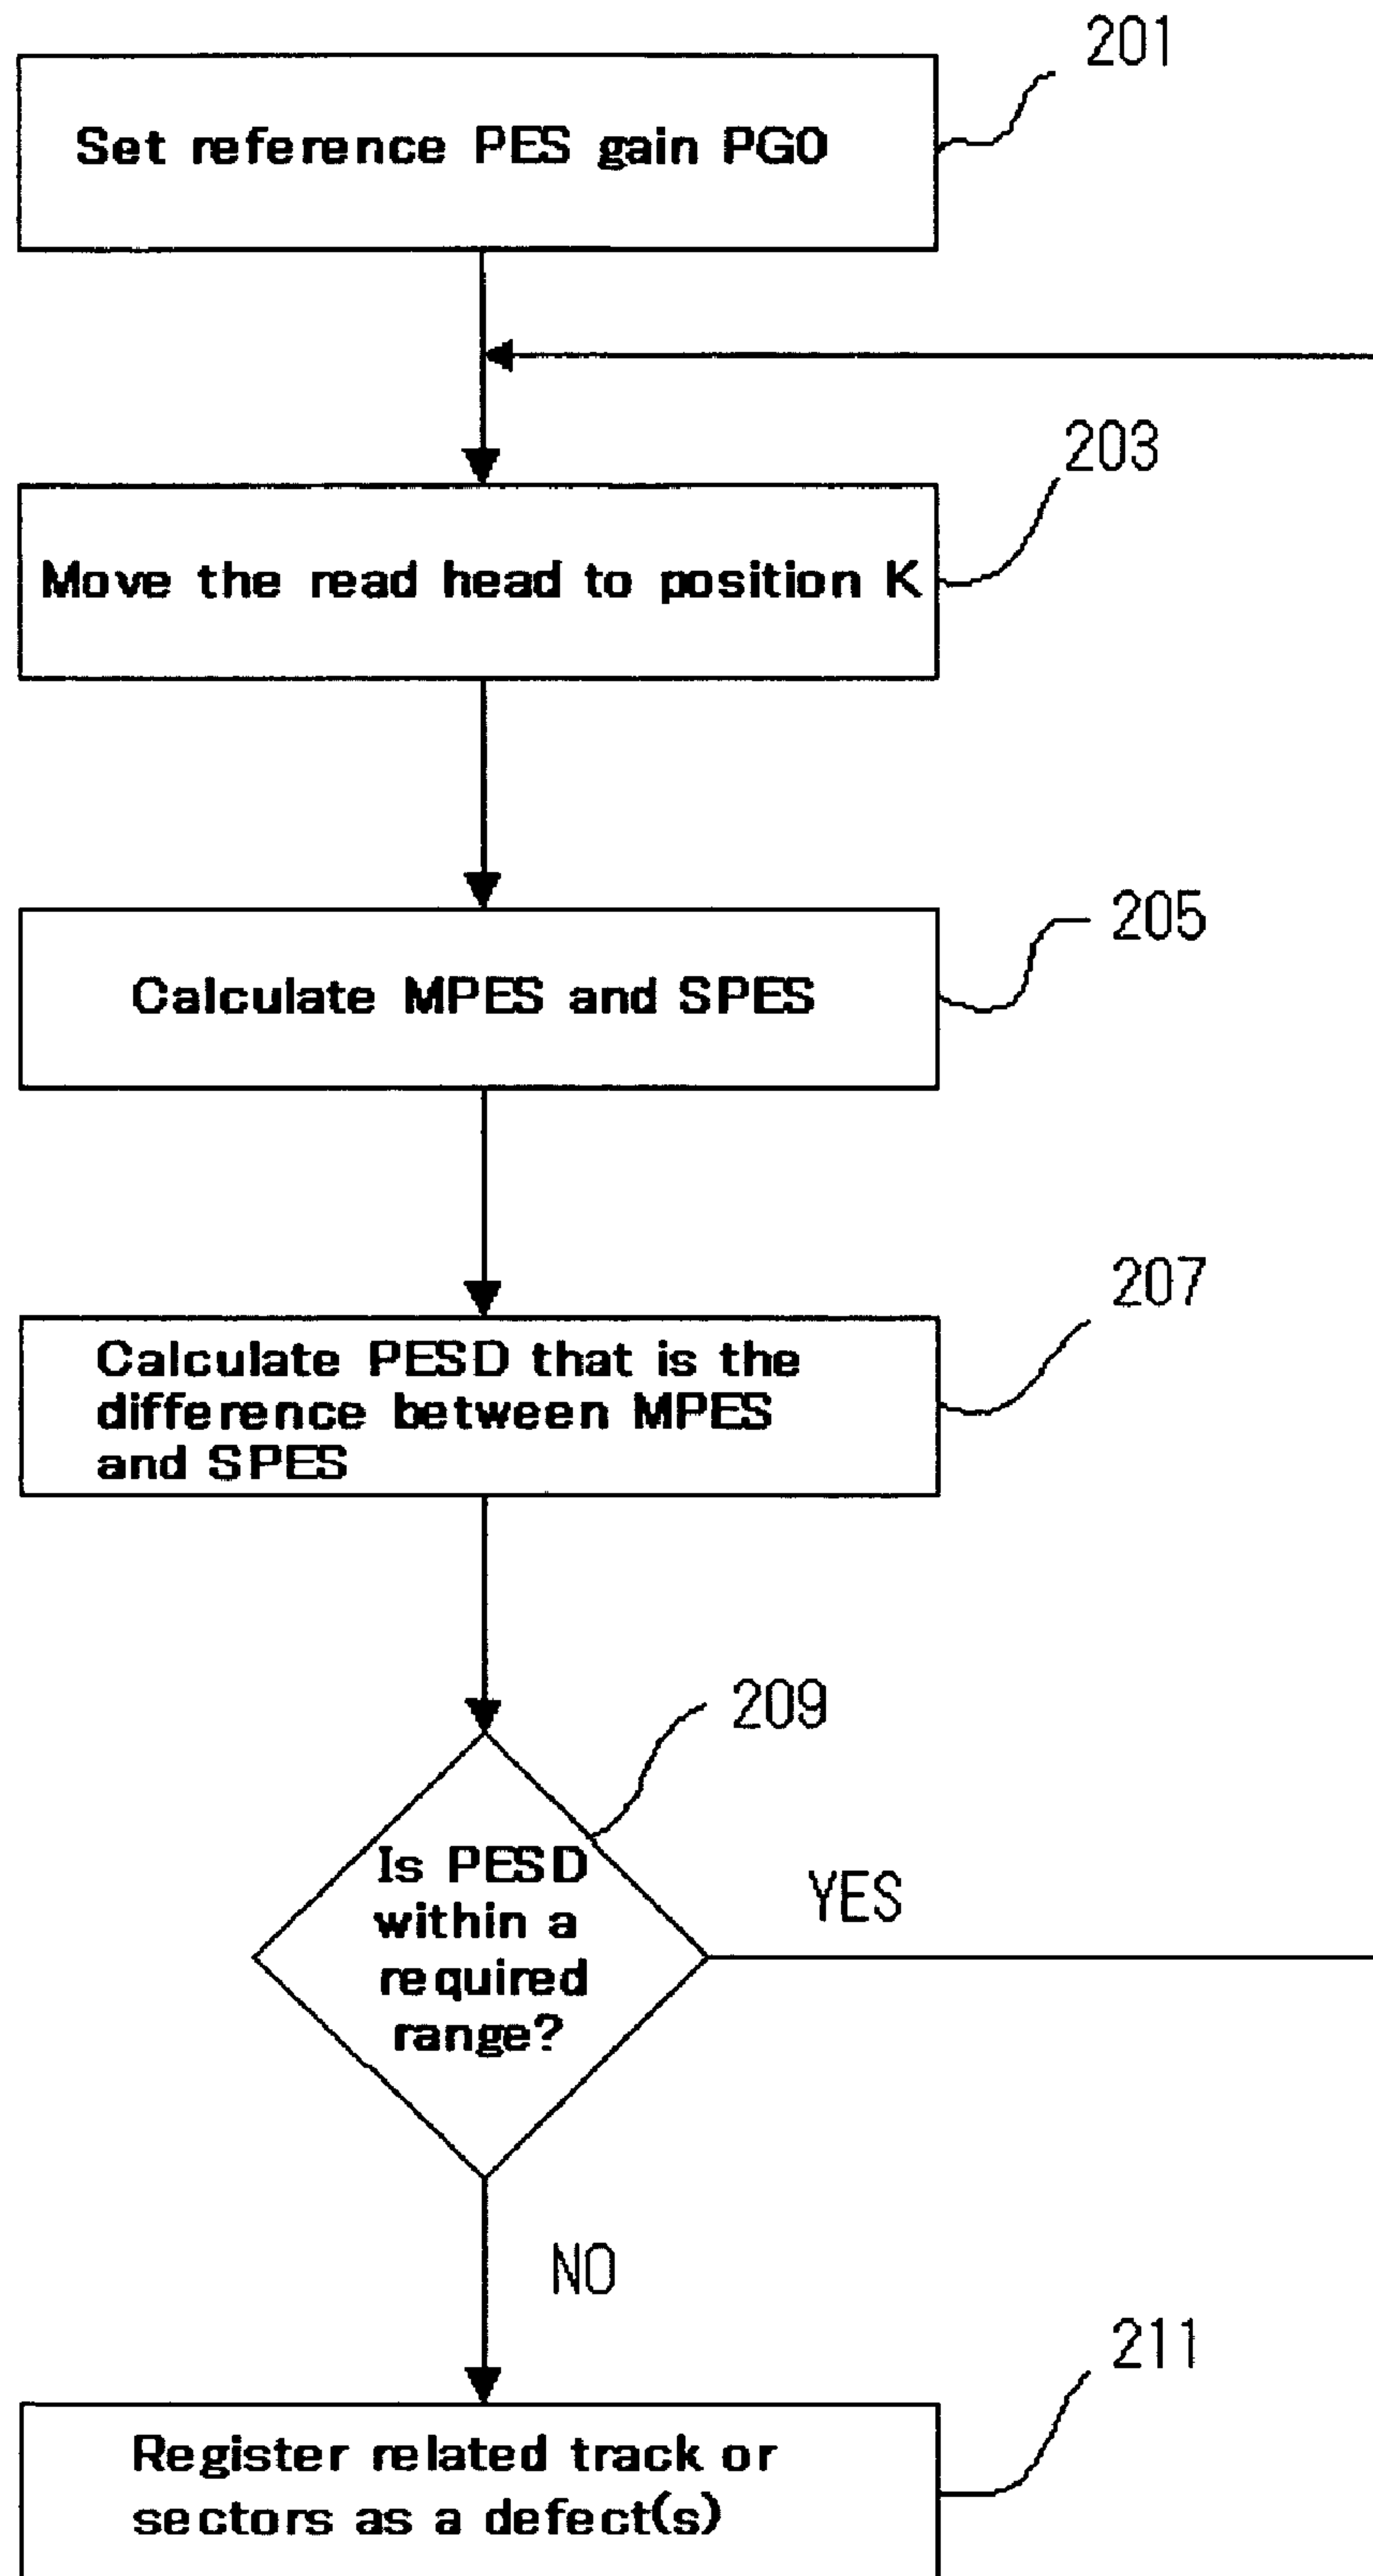 201
Set reference PES gain PG0
203
Move the read head to position K
205
Calculate MPES and SPES
207
Calculate PESD that is the
difference between MPES
and SPES
209
Is PESD
within a
required
range?
YES
NO
211
Register related track or
sectors as a defect(s)